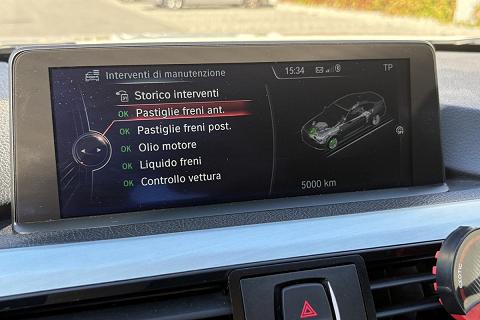 Interventi di manutenzione
15:34
TP
Storico interventi
OK Pastiglie freni ant.
OK Pastiglie freni post.
OK Olio motore
OK Liquido freni
OK Controllo vettura
5000 km